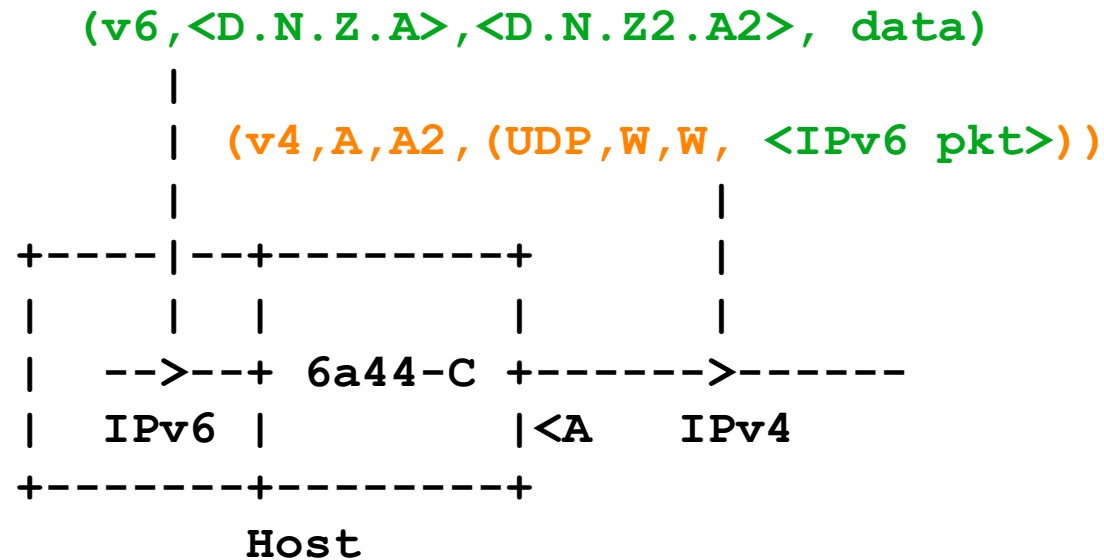 (v6,<D.N.Z.A>,<D.N.Z2.A2>, data)
|
| (v4,A,A2,(UDP,W,W, <IPv6 pkt>))
| |
+----|--+---------+ |
| | | | |
| -->--+ 6a44-C +------>------
| IPv6 | |<A IPv4
+-------+---------+
Host